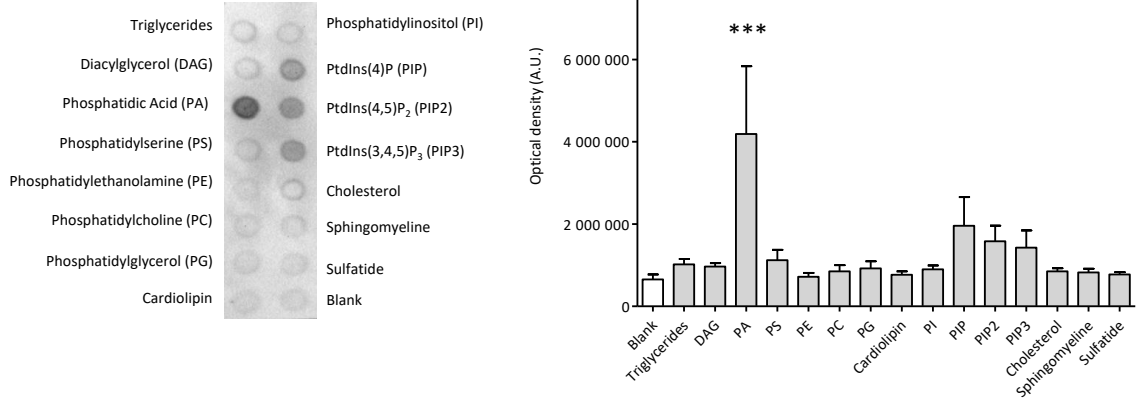 Triglycerides
Diacylglycerol (DAG)
Phosphatidic Acid (PA)
Phosphatidylserine (PS)
Phosphatidylethanolamine (PE)
Phosphatidylcholine (PC)
Phosphatidylglycerol (PG)
Cardiolipin
Phosphatidylinositol (PI)
PtdIns(4)P (PIP)
PtdIns(4,5)P₂ (PIP2)
PtdIns(3,4,5)P₃ (PIP3)
Cholesterol
Sphingomyeline
Sulfatide
Blank
Optical density (A.U.)
6 000 000
4 000 000
2 000 000
0
***
Blank
Triglycerides
DAG
PA
PS
PE
PC
PG
Cardiolipin
PI
PIP
PIP2
PIP3
Cholesterol
Sphingomyeline
Sulfatide